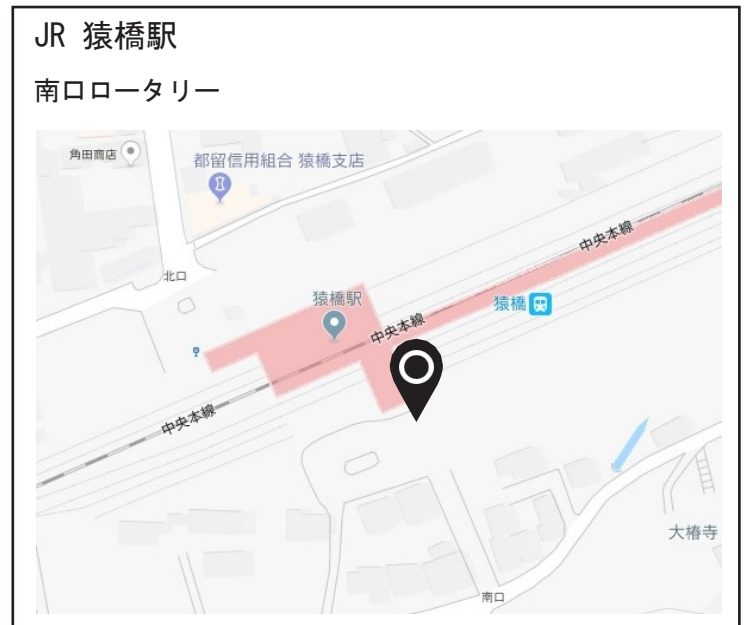 JR 猿橋駅
南口ロータリー
角田商店
都留信用組合 猿橋支店
中央本線
北口
猿橋駅
猿橋
中央本線
中央本線
大椿寺
南口